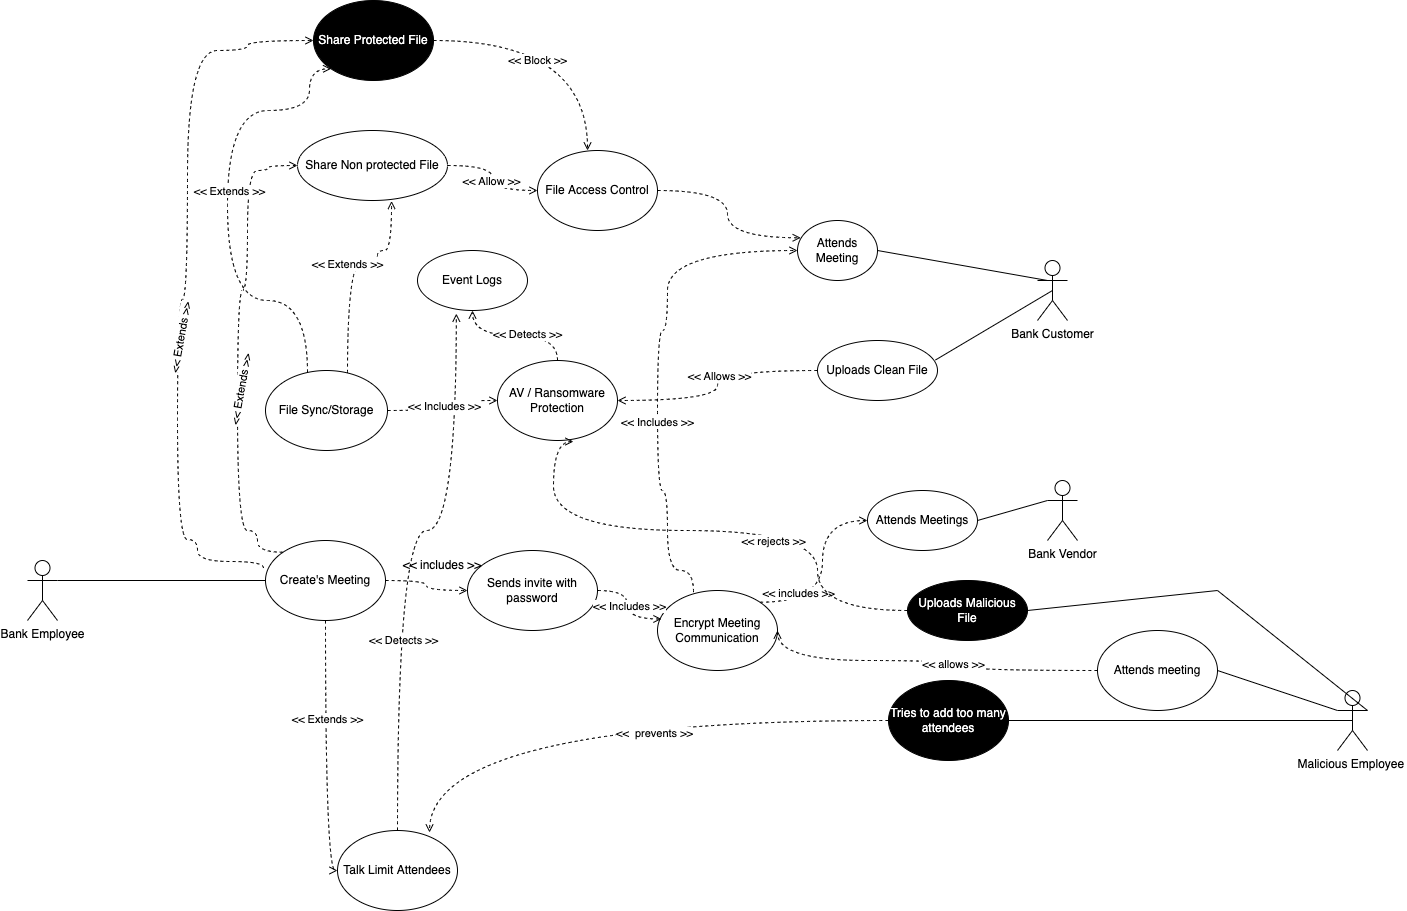 Share Protected File
<< Block >>
Share Non protected File
<< Allow >>
File Access Control
<< Extends >>
Attends
Meeting
<< Extends >>
Event Logs
Bank Customer
<< Detects >>
<< Extends >>
Uploads Clean File
<< Allows >>
<< Extends >>
AV / Ransomware
Protection
File Sync/Storage
<< Includes >>
<< Includes >>
Attends Meetings
<< rejects >>
Bank Vendor
<< includes >>
Create's Meeting
Sends invite with
password
<< includes >>
<< Includes >>
Uploads Malicious
File
Bank Employee
Encrypt Meeting
Communication
<< Detects >>
<< allows >>
Attends meeting
<< Extends >>
Tries to add too many
attendees
<<  prevents >>
Malicious Employee
Talk Limit Attendees